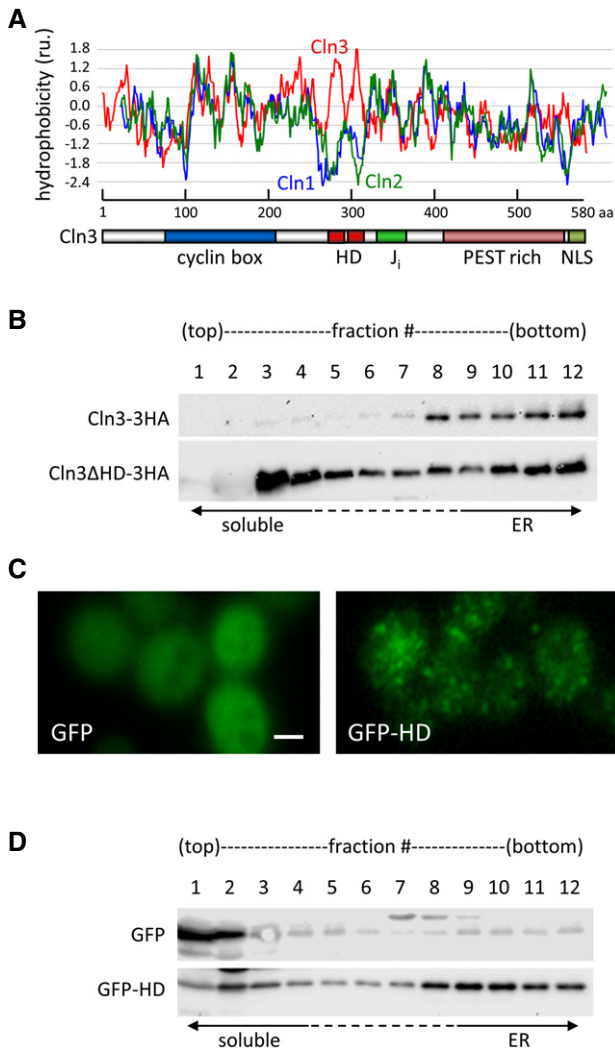 A
hydrophobicity (ru.)
1.8
1.2
0.6
0.0
-0.6
-1.2
-1.8
-2.4
Cln3
Cln1
Cln2
1 100 200 300 400 500 580 aa
Cln3
cyclin box HD Ji PEST rich NLS
B
(top)--------------------fraction #----------------(bottom)
1 2 3 4 5 6 7 8 9 10 11 12
Cln3-3HA
Cln3ΔHD-3HA
soluble ER
C
GFP GFP-HD
D
(top)--------------------fraction #----------------(bottom)
1 2 3 4 5 6 7 8 9 10 11 12
GFP
GFP-HD
soluble ER